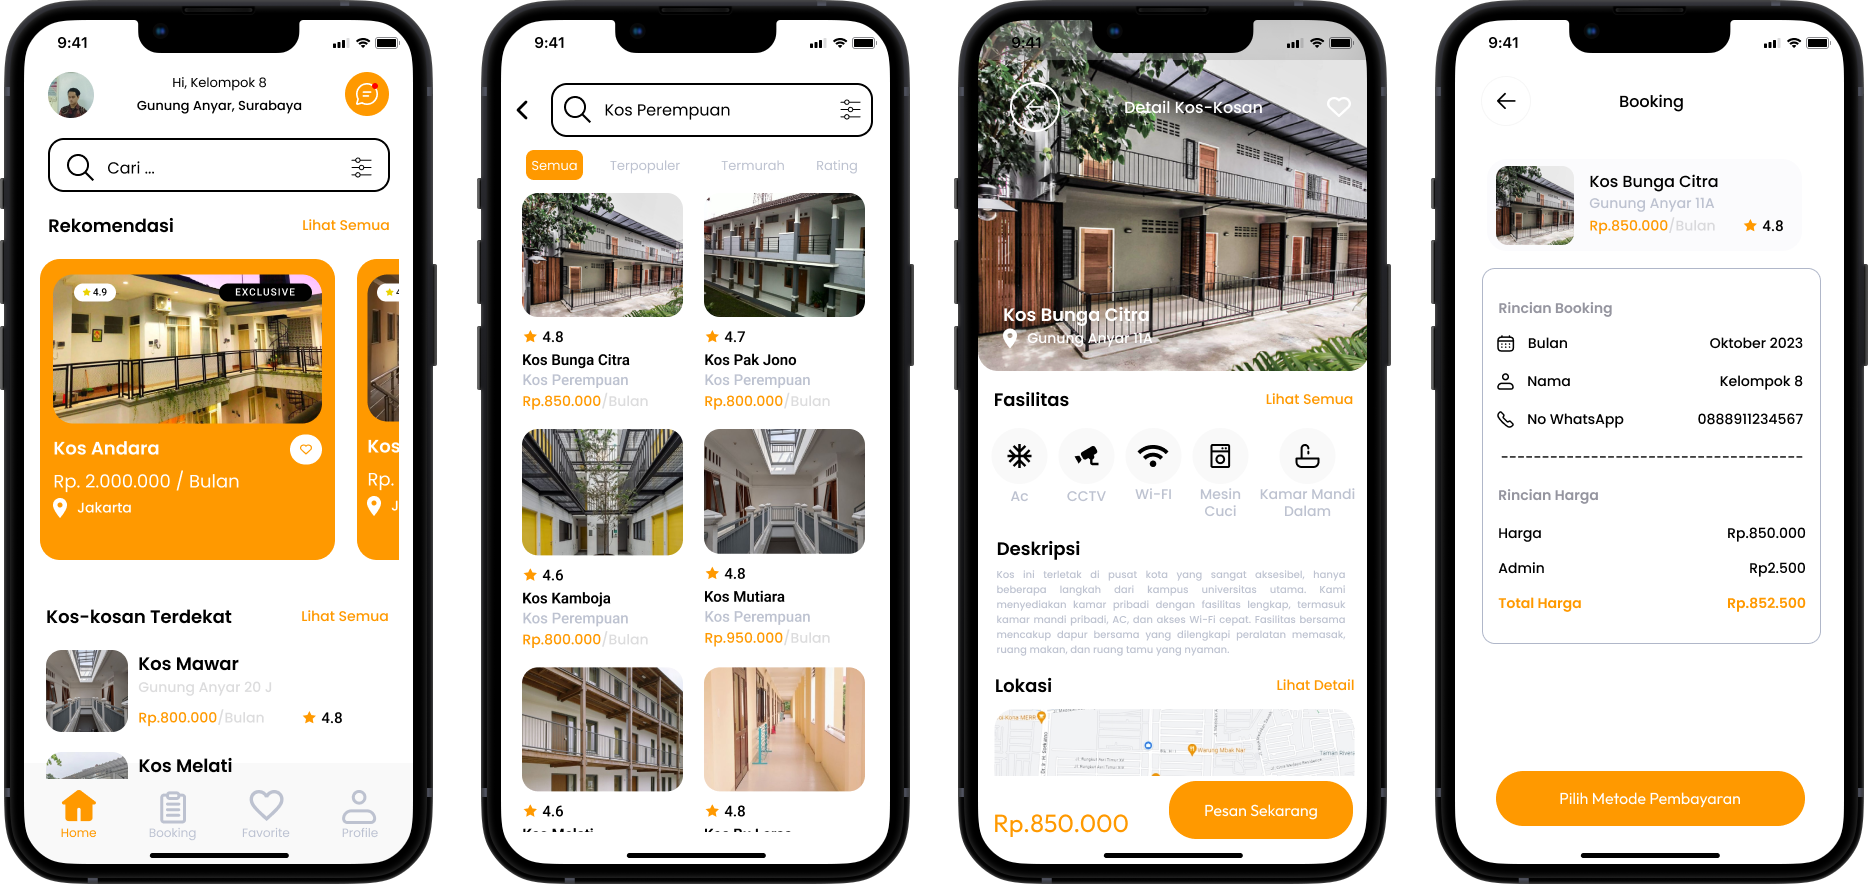 9:41
Hi, Kelompok 8
Gunung Anyar, Surabaya
Cari ...
Rekomendasi
Lihat Semua
4.9
EXCLUSIVE
Kos Andara
Rp. 2.000.000 / Bulan
Jakarta
Kos
Rp.
J
Kos-kosan Terdekat
Lihat Semua
Kos Mawar
Gunung Anyar 20 J
Rp.800.000/Bulan
4.8
Kos Melati
Home
Booking
Favorite
Profile
9:41
Kos Perempuan
Semua
Terpopuler
Termurah
Rating
4.8
Kos Bunga Citra
Kos Perempuan
Rp.850.000/Bulan
4.7
Kos Pak Jono
Kos Perempuan
Rp.800.000/Bulan
4.6
Kos Kamboja
Kos Perempuan
Rp.800.000/Bulan
4.8
Kos Mutiara
Kos Perempuan
Rp.950.000/Bulan
4.6
Kos Melati
4.8
9:41
Detail Kos-Kosan
Kos Bunga Citra
Gunung Anyar 11A
Fasilitas
Lihat Semua
Ac
CCTV
Wi-FI
Mesin
Cuci
Kamar Mandi
Dalam
Deskripsi
Kos ini terletak di pusat kota yang sangat aksesibel, hanya
beberapa langkah dari kampus universitas utama. Kami
menyediakan kamar pribadi dengan fasilitas lengkap, termasuk
kamar mandi pribadi, AC, dan akses Wi-Fi cepat. Fasilitas bersama
mencakup dapur bersama yang dilengkapi peralatan memasak,
ruang makan, dan ruang tamu yang nyaman.
Lokasi
Lihat Detail
Warung Mbak Nar
Rp.850.000
Pesan Sekarang
9:41
Booking
Kos Bunga Citra
Gunung Anyar 11A
Rp.850.000/Bulan
4.8
Rincian Booking
Bulan
Oktober 2023
Nama
Kelompok 8
No WhatsApp
0888911234567
Rincian Harga
Harga
Rp.850.000
Admin
Rp2.500
Total Harga
Rp.852.500
Pilih Metode Pembayaran